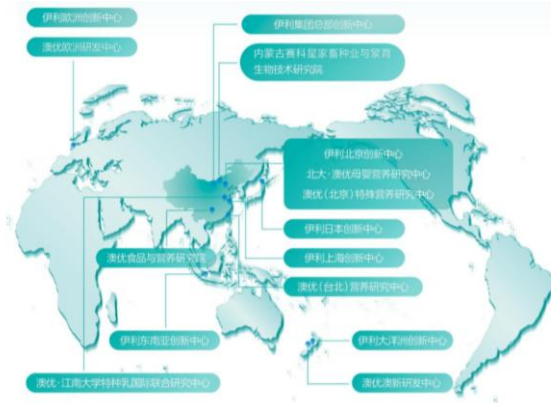 伊利欧洲创新中心
伊利集团总部创新中心
澳优欧洲研发中心
内蒙古赛科星家畜种业与繁育
生物技术研究院
伊利北京创新中心
北大·澳优母婴营养研究中心
澳优（北京）特殊营养研究中心
伊利日本创新中心
澳优食品与营养研究院
伊利上海创新中心
澳优（台北）营养研究中心
伊利东南亚创新中心
伊利大洋洲创新中心
澳优·江南大学特种乳国际联合研究中心
澳优澳新研发中心